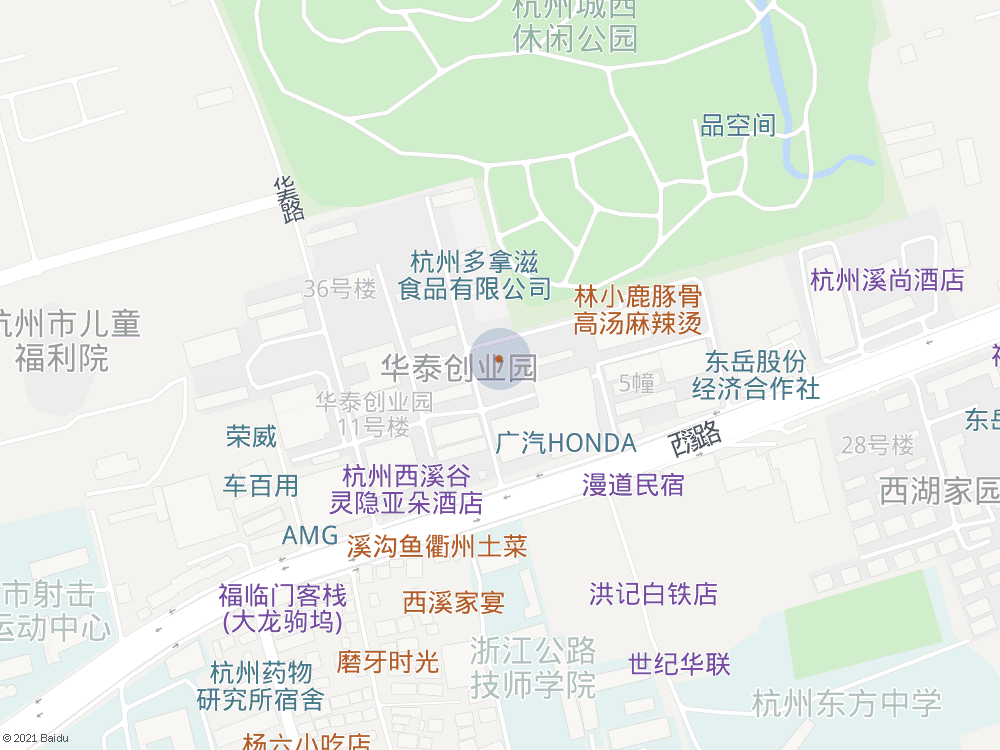 杭州城西
休闲公园
品空间
华泰路
杭州多拿滋
食品有限公司
36号楼
杭州溪尚酒店
林小鹿豚骨
高汤麻辣烫
杭州市儿童
福利院
华泰创业园
5幢
东岳股份
经济合作社
华泰创业园
11号楼
荣威
广汽HONDA
西溪路
28号楼
东岳
杭州西溪谷
灵隐亚朵酒店
车百用
漫道民宿
西湖家园
AMG
溪沟鱼衢州土菜
市射击
运动中心
福临门客栈
(大龙驹坞)
西溪家宴
洪记白铁店
浙江公路
技师学院
磨牙时光
世纪华联
杭州药物
研究所宿舍
杭州东方中学
杨六小吃店
© 2021 Baidu